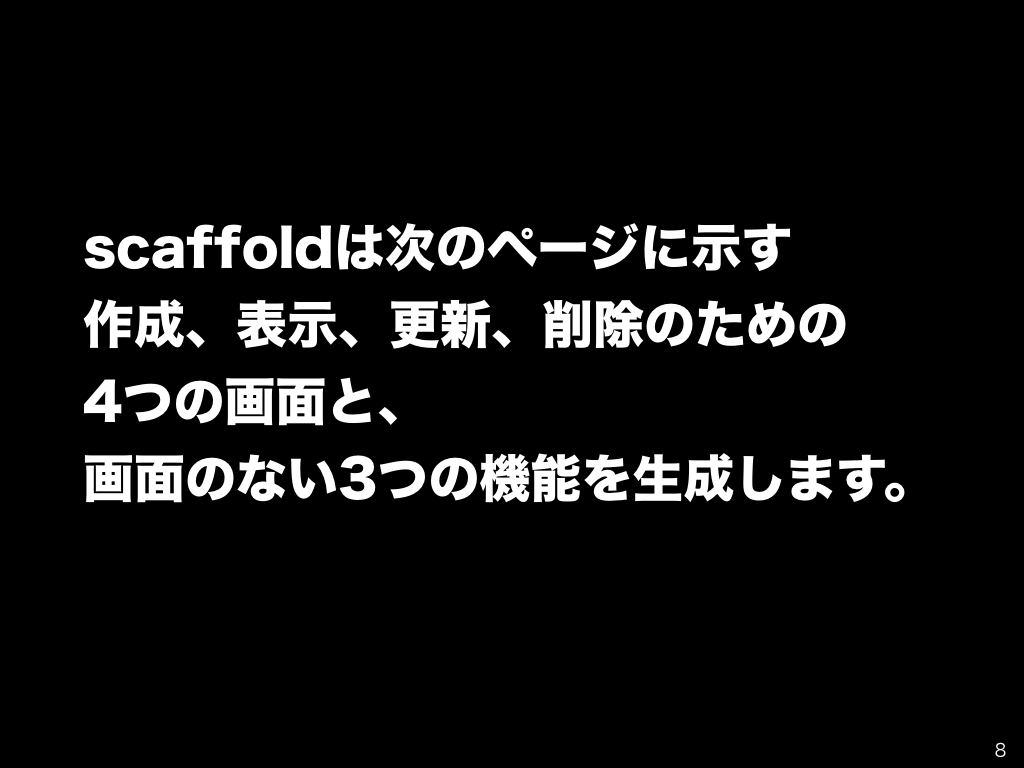 scaffoldは次のページに示す
作成、表示、更新、削除のための
4つの画面と、
画面のない3つの機能を生成します。
8